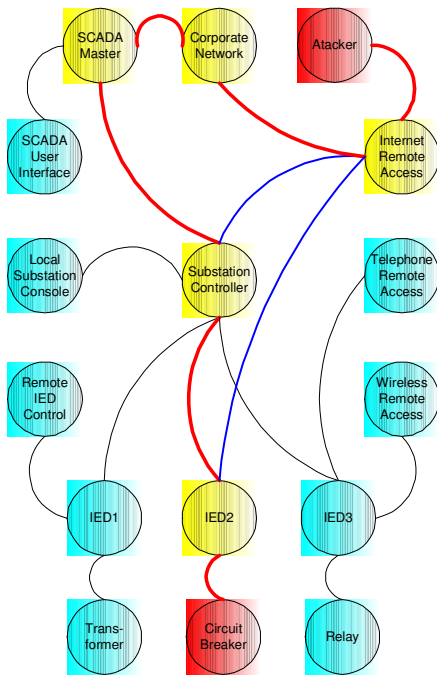 SCADA
Master
Corporate
Network
Atacker
SCADA
User
Interface
Internet
Remote
Access
Local
Substation
Console
Substation
Controller
Telephone
Remote
Access
Remote
IED
Control
Wireless
Remote
Access
IED1
IED2
IED3
Trans-
former
Circuit
Breaker
Relay